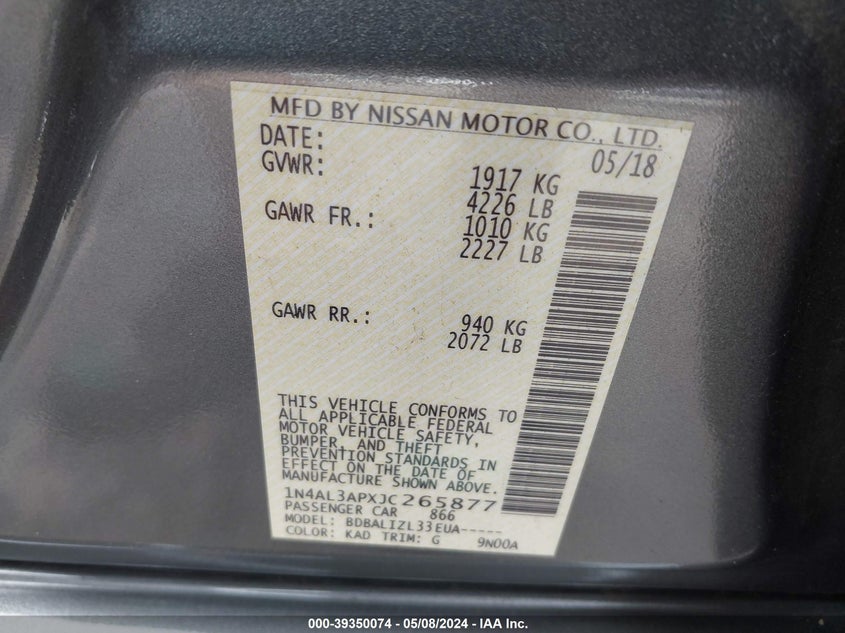 MFD BY NISSAN MOTOR CO., LTD.
DATE: 05/18
GVWR: 1917 KG
4226 LB
GAWR FR.: 1010 KG
2227 LB
GAWR RR.: 940 KG
2072 LB
THIS VEHICLE CONFORMS TO
ALL APPLICABLE FEDERAL
MOTOR VEHICLE SAFETY,
BUMPER, AND THEFT
PREVENTION STANDARDS IN
EFFECT ON THE DATE OF
MANUFACTURE SHOWN ABOVE.
1N4AL3APXJC265877
PASSENGER CAR 866
MODEL: BDBALIZL33EUA-----
COLOR: KAD TRIM: G 9N00A
000-39350074 - 05/08/2024 - IAA Inc.